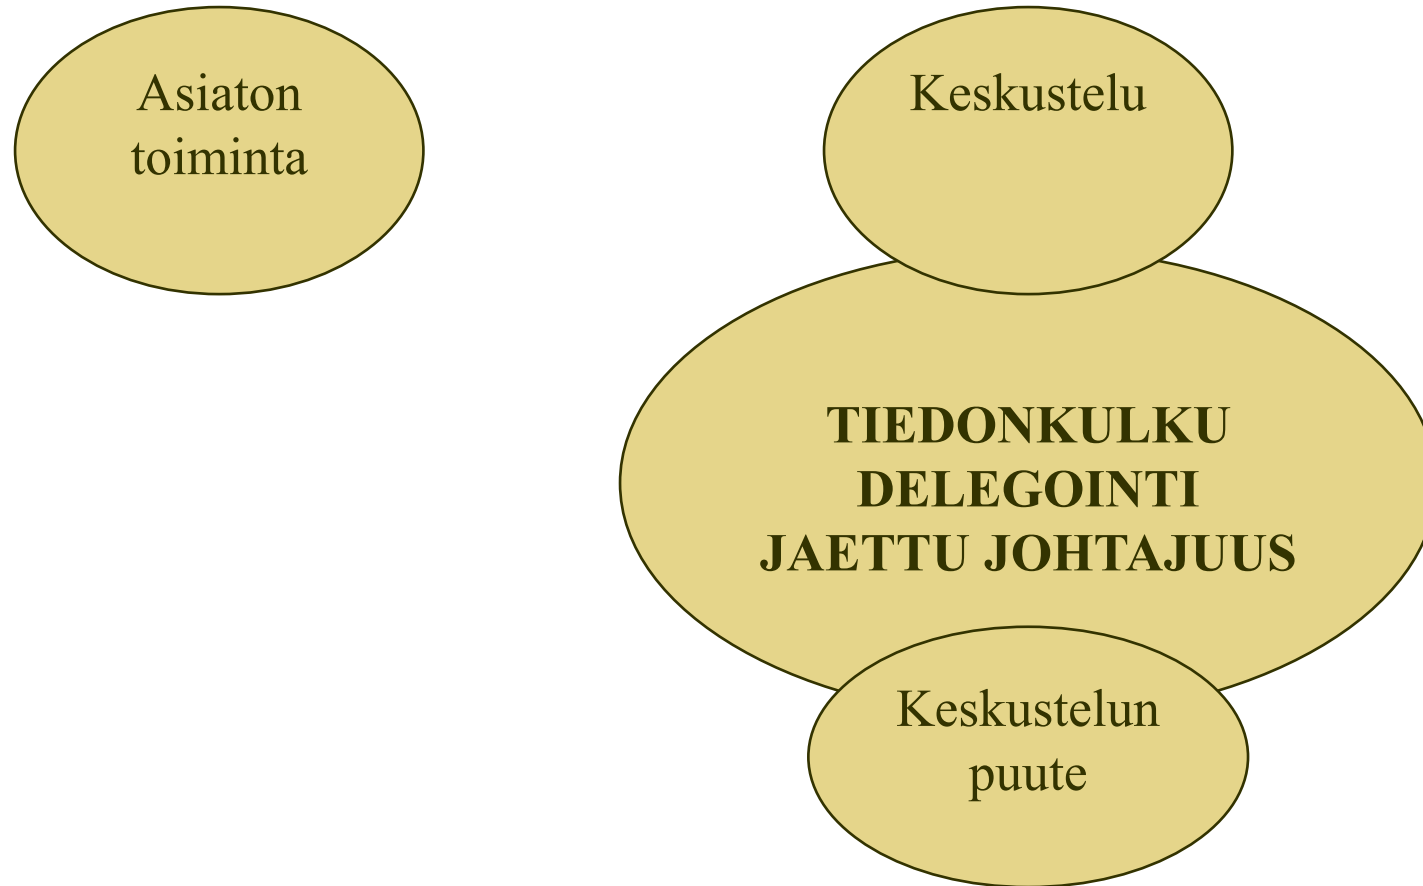 Asiaton
toiminta
Keskustelu
TIEDONKULKU
DELEGOINTI
JAETTU JOHTAJUUS
Keskustelun
puute